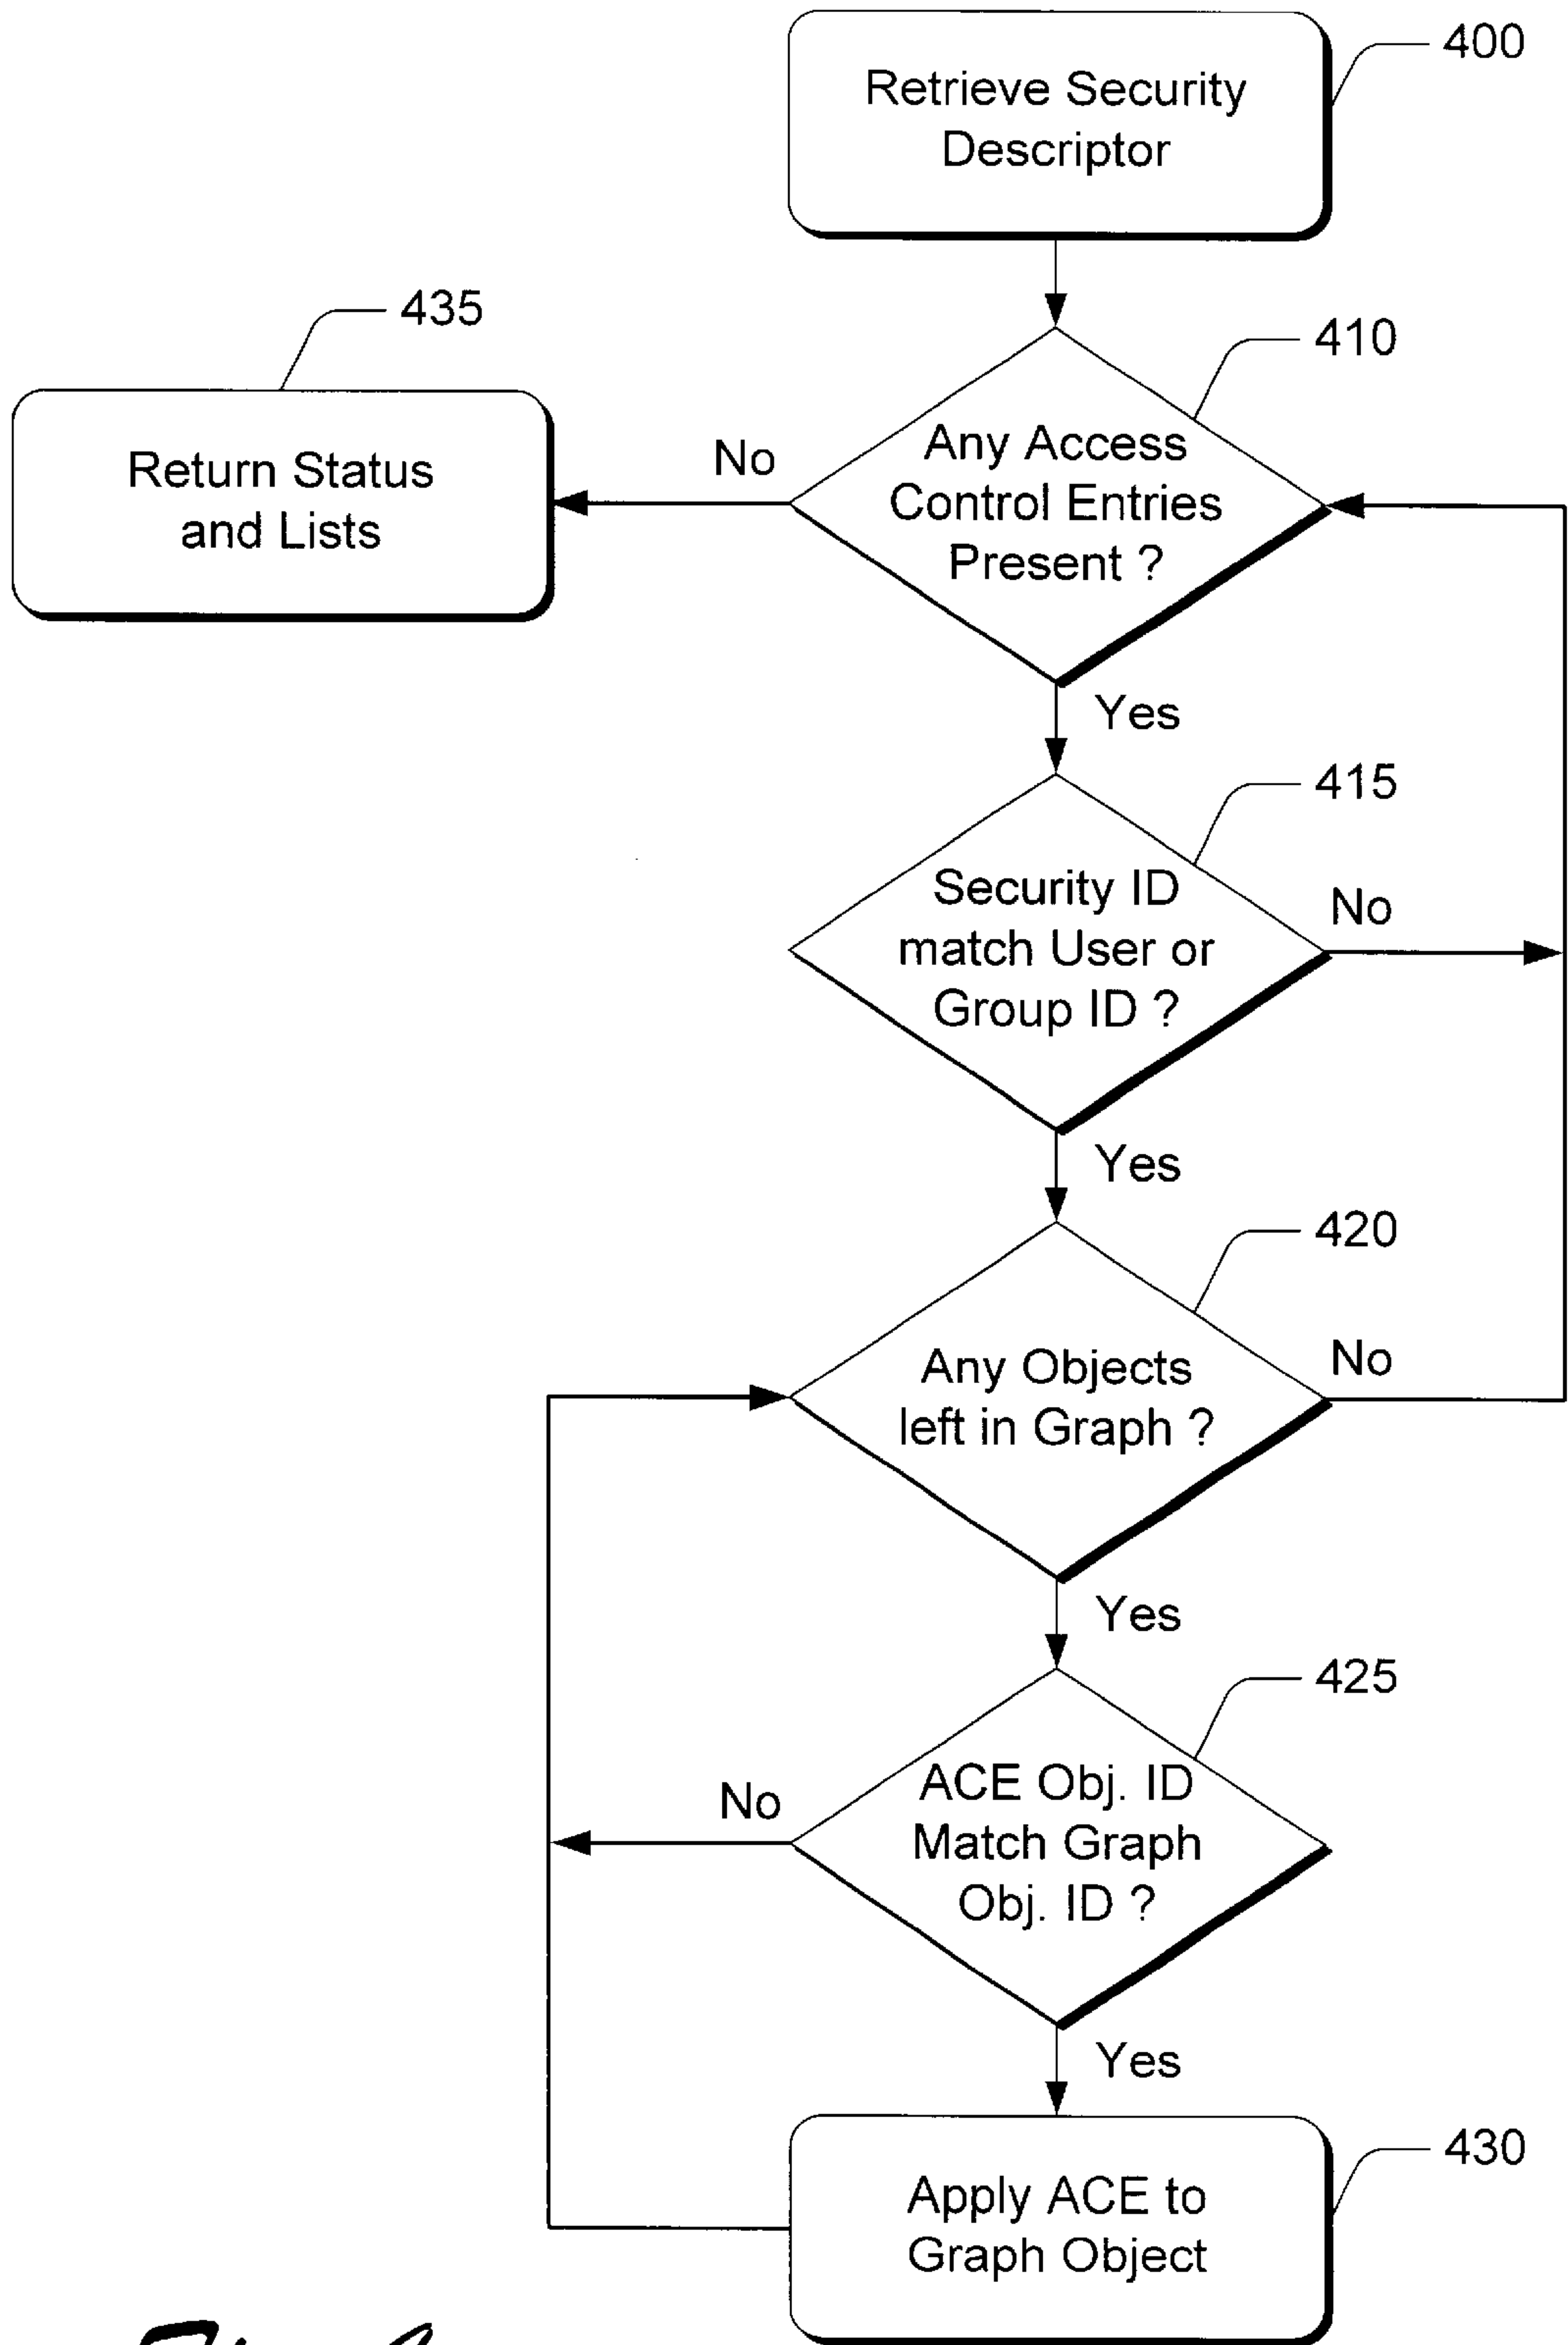 Retrieve Security
Descriptor
400
435
Return Status
and Lists
No
410
Any Access
Control Entries
Present ?
Yes
415
Security ID
match User or
Group ID ?
No
Yes
420
Any Objects
left in Graph ?
No
Yes
425
ACE Obj. ID
Match Graph
Obj. ID ?
No
Yes
430
Apply ACE to
Graph Object